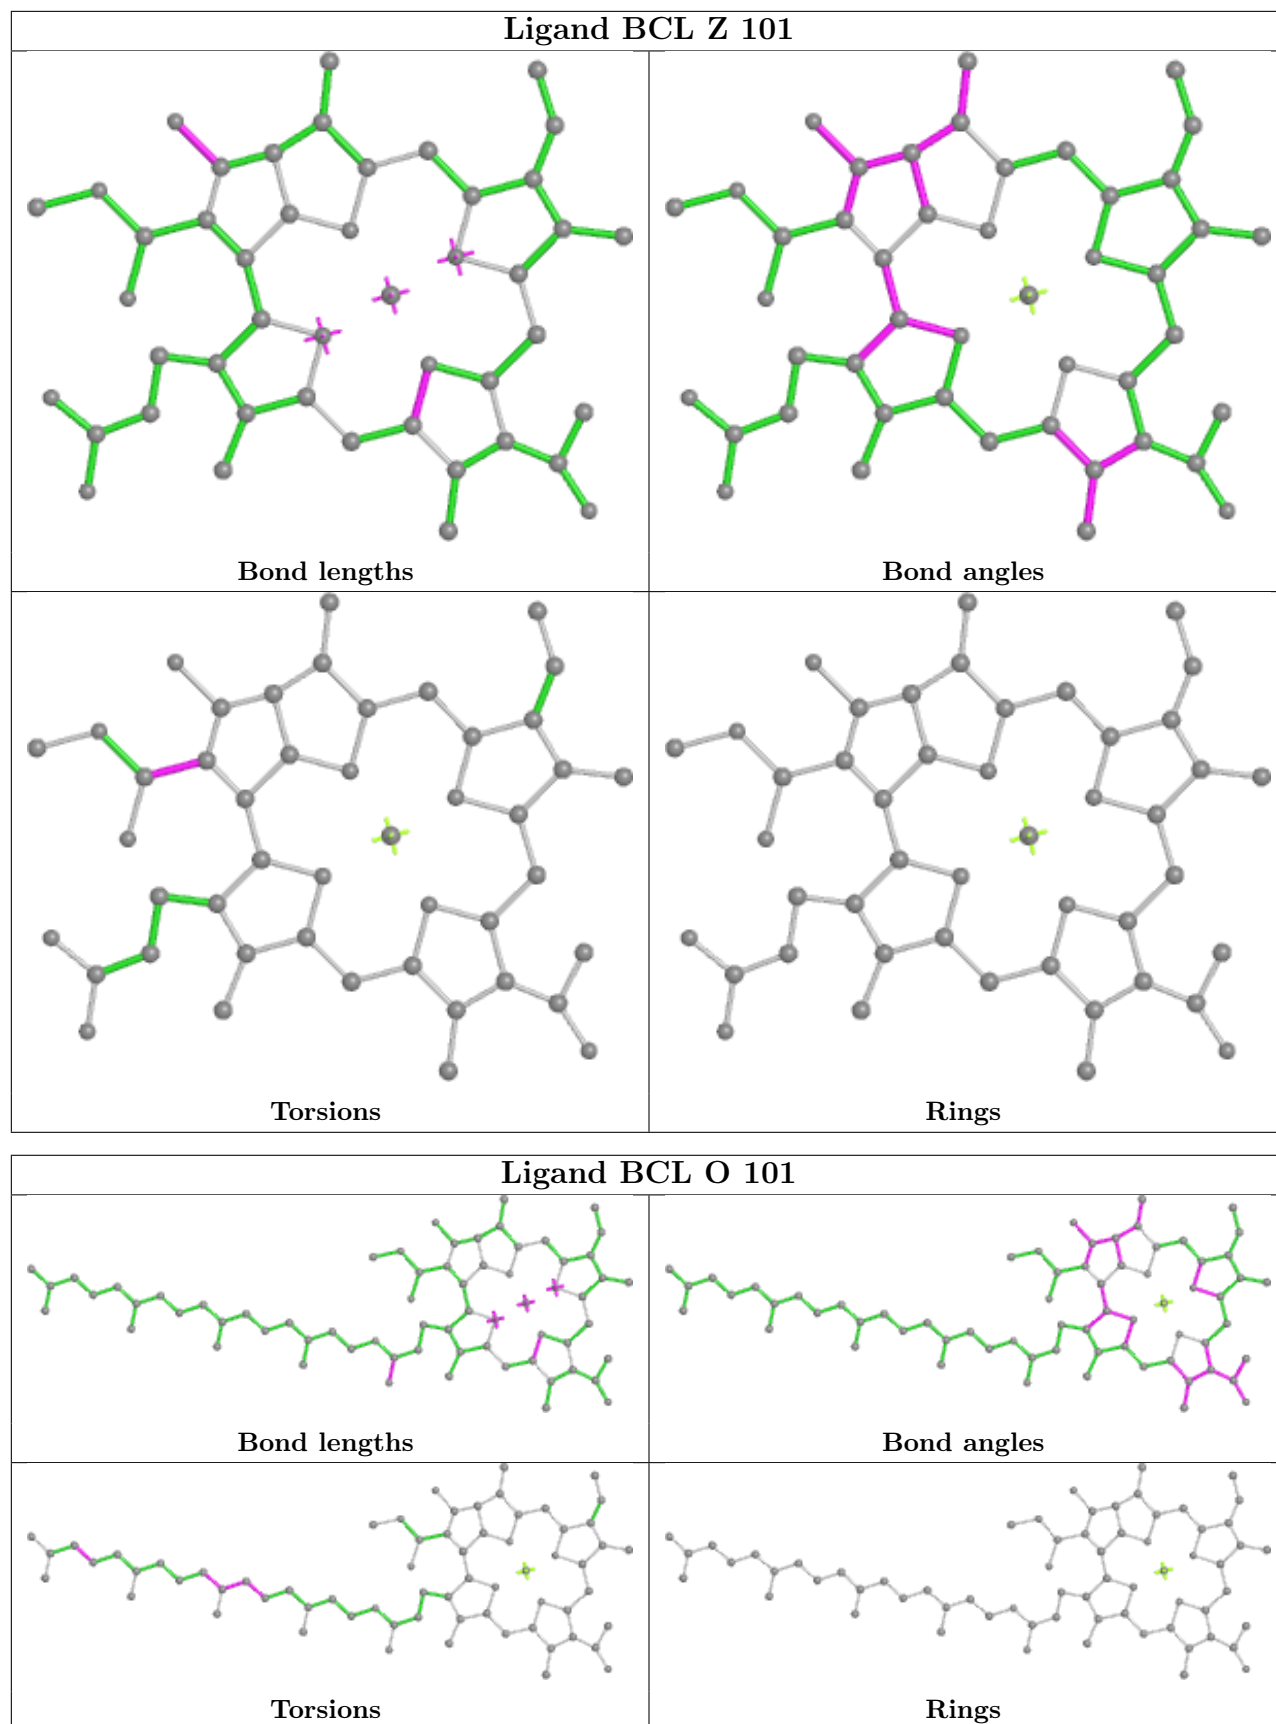 Ligand BCL Z 101
Bond lengths
Bond angles
Torsions
Rings
Ligand BCL O 101
Bond lengths
Bond angles
Torsions
Rings